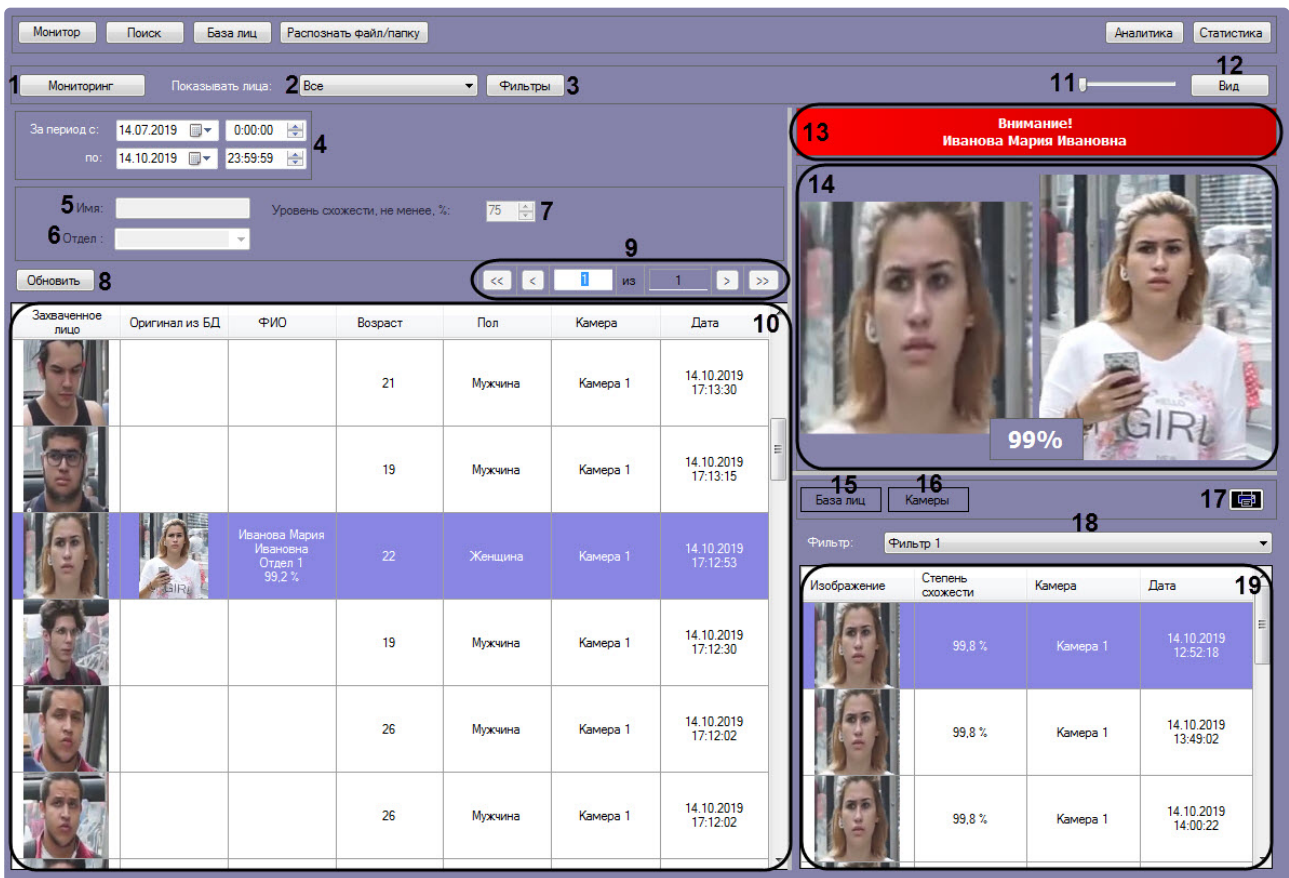 Монитор Поиск База лиц Распознать файл/папку Аналитика Статистика
1 Мониторинг Показывать лица: 2 Все Фильтры 3 11 12 Вид
За период с: 14.07.2019 0:00:00 4
по: 14.10.2019 23:59:59
5 Имя: Уровень схожести, не менее, %: 75 7
6 Отдел :
Обновить 8 9 << < 1 из 1 > >>
Захваченное лицо Оригинал из БД ФИО Возраст Пол Камера Дата 10
21 Мужчина Камера 1 14.10.2019 17:13:30
19 Мужчина Камера 1 14.10.2019 17:13:15
Иванова Мария
Ивановна
Отдел 1
99,2 %
22 Женщина Камера 1 14.10.2019 17:12:53
19 Мужчина Камера 1 14.10.2019 17:12:30
26 Мужчина Камера 1 14.10.2019 17:12:02
26 Мужчина Камера 1 14.10.2019 17:12:02
13 Внимание!
Иванова Мария Ивановна
14
HELLO
GIRL
99%
GIRL
15 База лиц 16 Камеры 17
18
Фильтр: Фильтр 1
Изображение Степень схожести Камера Дата 19
99,8 % Камера 1 14.10.2019 12:52:18
99,8 % Камера 1 14.10.2019 13:49:02
99,8 % Камера 1 14.10.2019 14:00:22